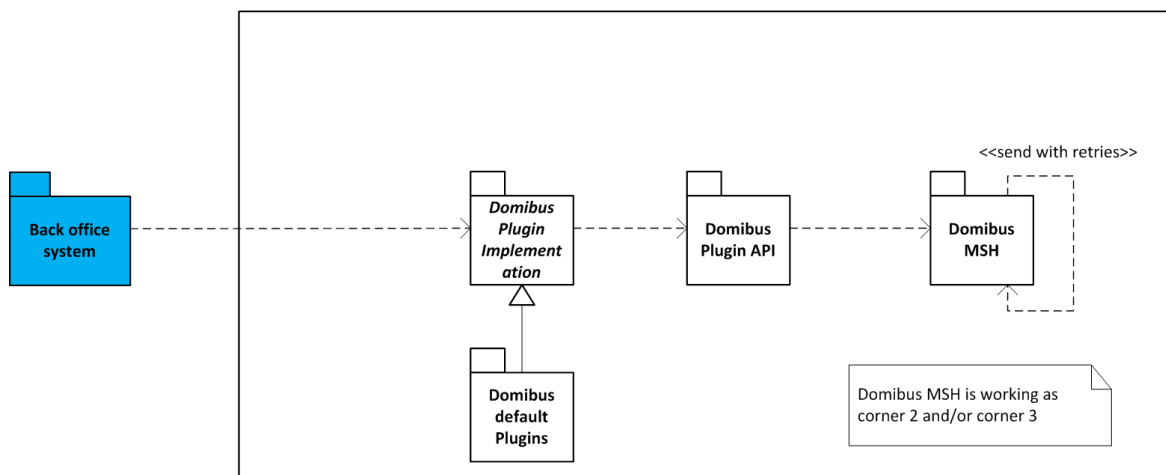 <<send with retries>>
Back office
system
Domibus
Plugin
Implement
ation
Domibus
Plugin API
Domibus
MSH
Domibus
default
Plugins
Domibus MSH is working as
corner 2 and/or corner 3